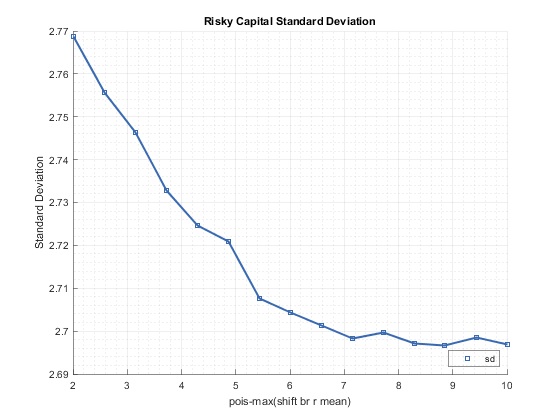 Risky Capital Standard Deviation
2.77
2.76
2.75
2.74
2.73
2.72
2.71
2.7
2.69
Standard Deviation
sd
2 3 4 5 6 7 8 9 10
pois-max(shift br r mean)